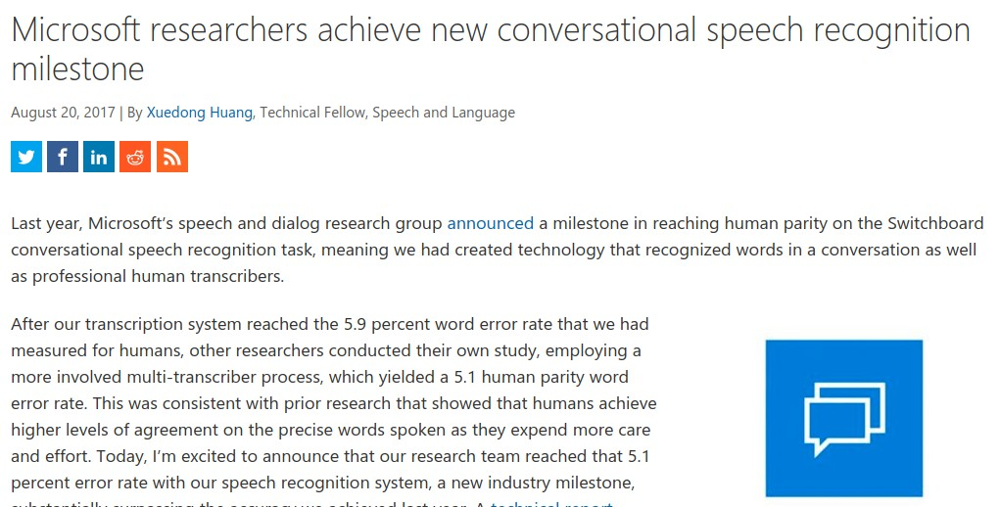 Microsoft researchers achieve new conversational speech recognition
milestone
August 20, 2017 | By Xuedong Huang, Technical Fellow, Speech and Language
Last year, Microsoft’s speech and dialog research group announced a milestone in reaching human parity on the Switchboard
conversational speech recognition task, meaning we had created technology that recognized words in a conversation as well
as professional human transcribers.
After our transcription system reached the 5.9 percent word error rate that we had
measured for humans, other researchers conducted their own study, employing a
more involved multi-transcriber process, which yielded a 5.1 human parity word
error rate. This was consistent with prior research that showed that humans achieve
higher levels of agreement on the precise words spoken as they expend more care
and effort. Today, I’m excited to announce that our research team reached that 5.1
percent error rate with our speech recognition system, a new industry milestone,
substantially surpassing the accuracy we achieved last year. A technical report